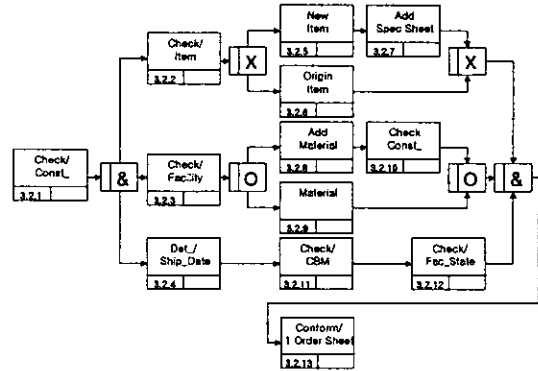 New
Item
3.2.5
Add
Spec Sheet
3.2.7
Check/
Item
3.2.2
X
X
Origin
Item
3.2.6
Add
Material
3.2.8
Check
Const_
3.2.10
Check/
Const_
3.2.1
&
Check/
Facility
3.2.3
O
O
&
Material
3.2.9
Det_/
Ship_Date
3.2.4
Check/
CBM
3.2.11
Check/
Fac_State
3.2.12
Conform/
1 Order Sheet
3.2.13